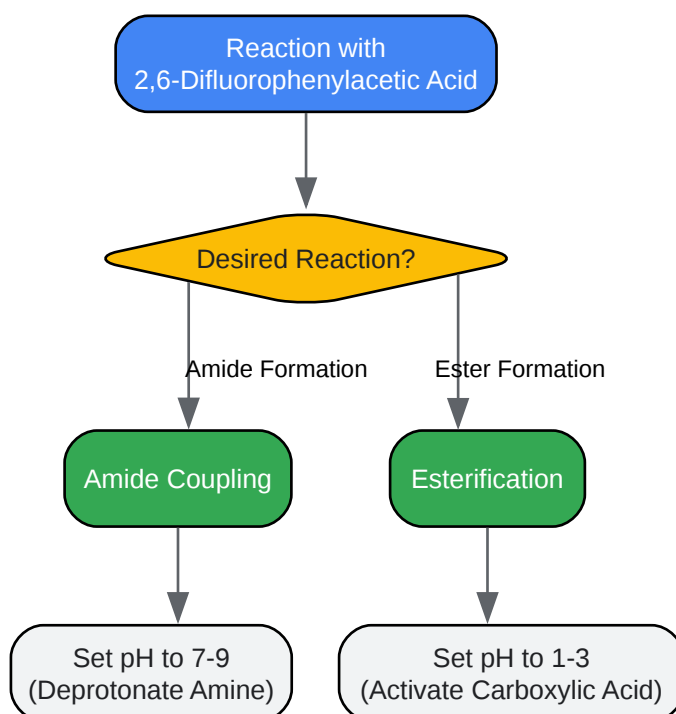 Reaction with
2,6-Difluorophenylacetic Acid
Desired Reaction?
Amide Formation
Ester Formation
Amide Coupling
Esterification
Set pH to 7-9
(Deprotonate Amine)
Set pH to 1-3
(Activate Carboxylic Acid)